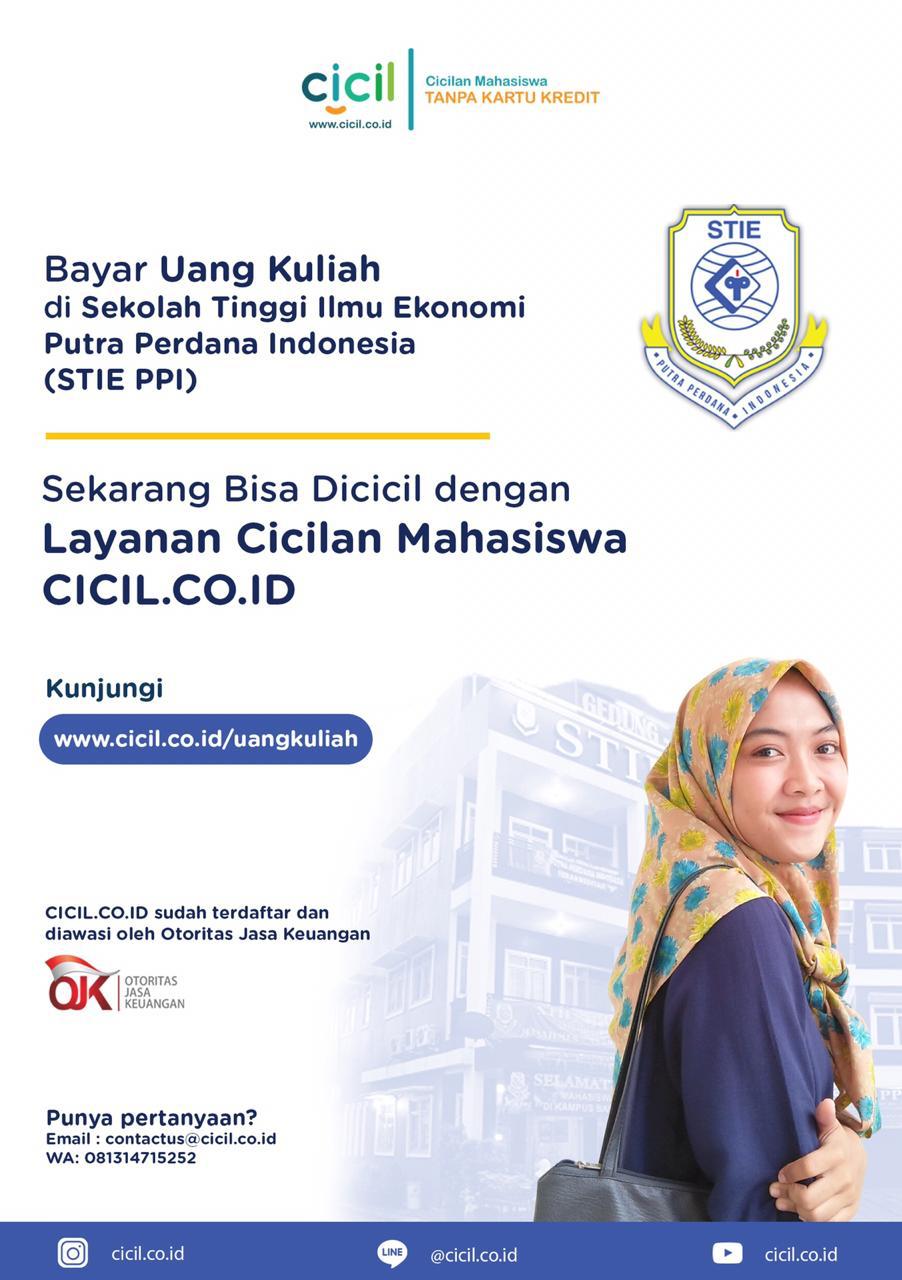 cicil
www.cicil.co.id
Cicilan Mahasiswa
TANPA KARTU KREDIT
STIE
PUTRA PERDANA INDONESIA
Bayar Uang Kuliah
di Sekolah Tinggi Ilmu Ekonomi
Putra Perdana Indonesia
(STIE PPI)
Sekarang Bisa Dicicil dengan
Layanan Cicilan Mahasiswa
CICIL.CO.ID
Kunjungi
www.cicil.co.id/uangkuliah
GEDUNG
CICIL.CO.ID sudah terdaftar dan
diawasi oleh Otoritas Jasa Keuangan
OJK
OTORITAS
JASA
KEUANGAN
SELAMAT
Punya pertanyaan?
Email : contactus@cicil.co.id
WA: 081314715252
cicil.co.id
LINE
@cicil.co.id
cicil.co.id